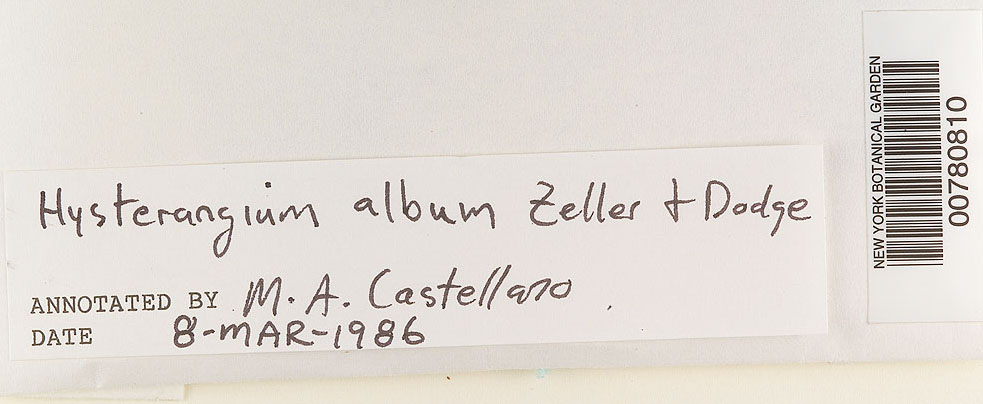 Hysterangium album Zeller + Dodge
ANNOTATED BY M. A. Castellano
DATE 8-MAR-1986
NEW YORK BOTANICAL GARDEN
00780810